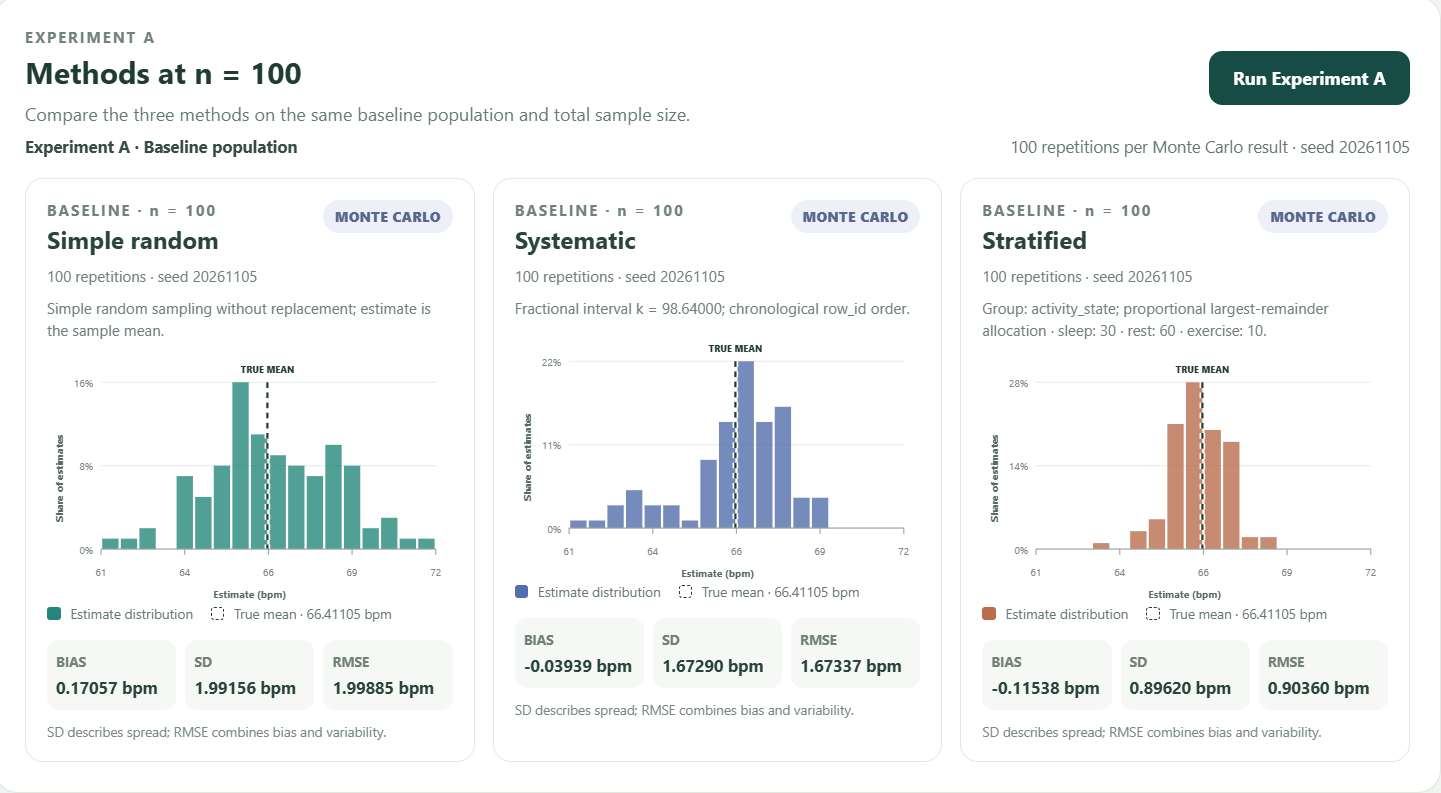 EXPERIMENT A
Methods at n = 100
Run Experiment A
Compare the three methods on the same baseline population and total sample size.
Experiment A · Baseline population
100 repetitions per Monte Carlo result · seed 20261105
BASELINE · n = 100
MONTE CARLO
Simple random
100 repetitions · seed 20261105
Simple random sampling without replacement; estimate is
the sample mean.
TRUE MEAN
16%
8%
0%
Share of estimates
61
64
66
69
72
Estimate (bpm)
Estimate distribution
True mean · 66.41105 bpm
BIAS
0.17057 bpm
SD
1.99156 bpm
RMSE
1.99885 bpm
SD describes spread; RMSE combines bias and variability.
BASELINE · n = 100
MONTE CARLO
Systematic
100 repetitions · seed 20261105
Fractional interval k = 98.64000; chronological row_id order.
TRUE MEAN
22%
11%
0%
Share of estimates
61
64
66
69
72
Estimate (bpm)
Estimate distribution
True mean · 66.41105 bpm
BIAS
-0.03939 bpm
SD
1.67290 bpm
RMSE
1.67337 bpm
SD describes spread; RMSE combines bias and variability.
BASELINE · n = 100
MONTE CARLO
Stratified
100 repetitions · seed 20261105
Group: activity_state; proportional largest-remainder
allocation · sleep: 30 · rest: 60 · exercise: 10.
TRUE MEAN
28%
14%
0%
Share of estimates
61
64
66
69
72
Estimate (bpm)
Estimate distribution
True mean · 66.41105 bpm
BIAS
-0.11538 bpm
SD
0.89620 bpm
RMSE
0.90360 bpm
SD describes spread; RMSE combines bias and variability.